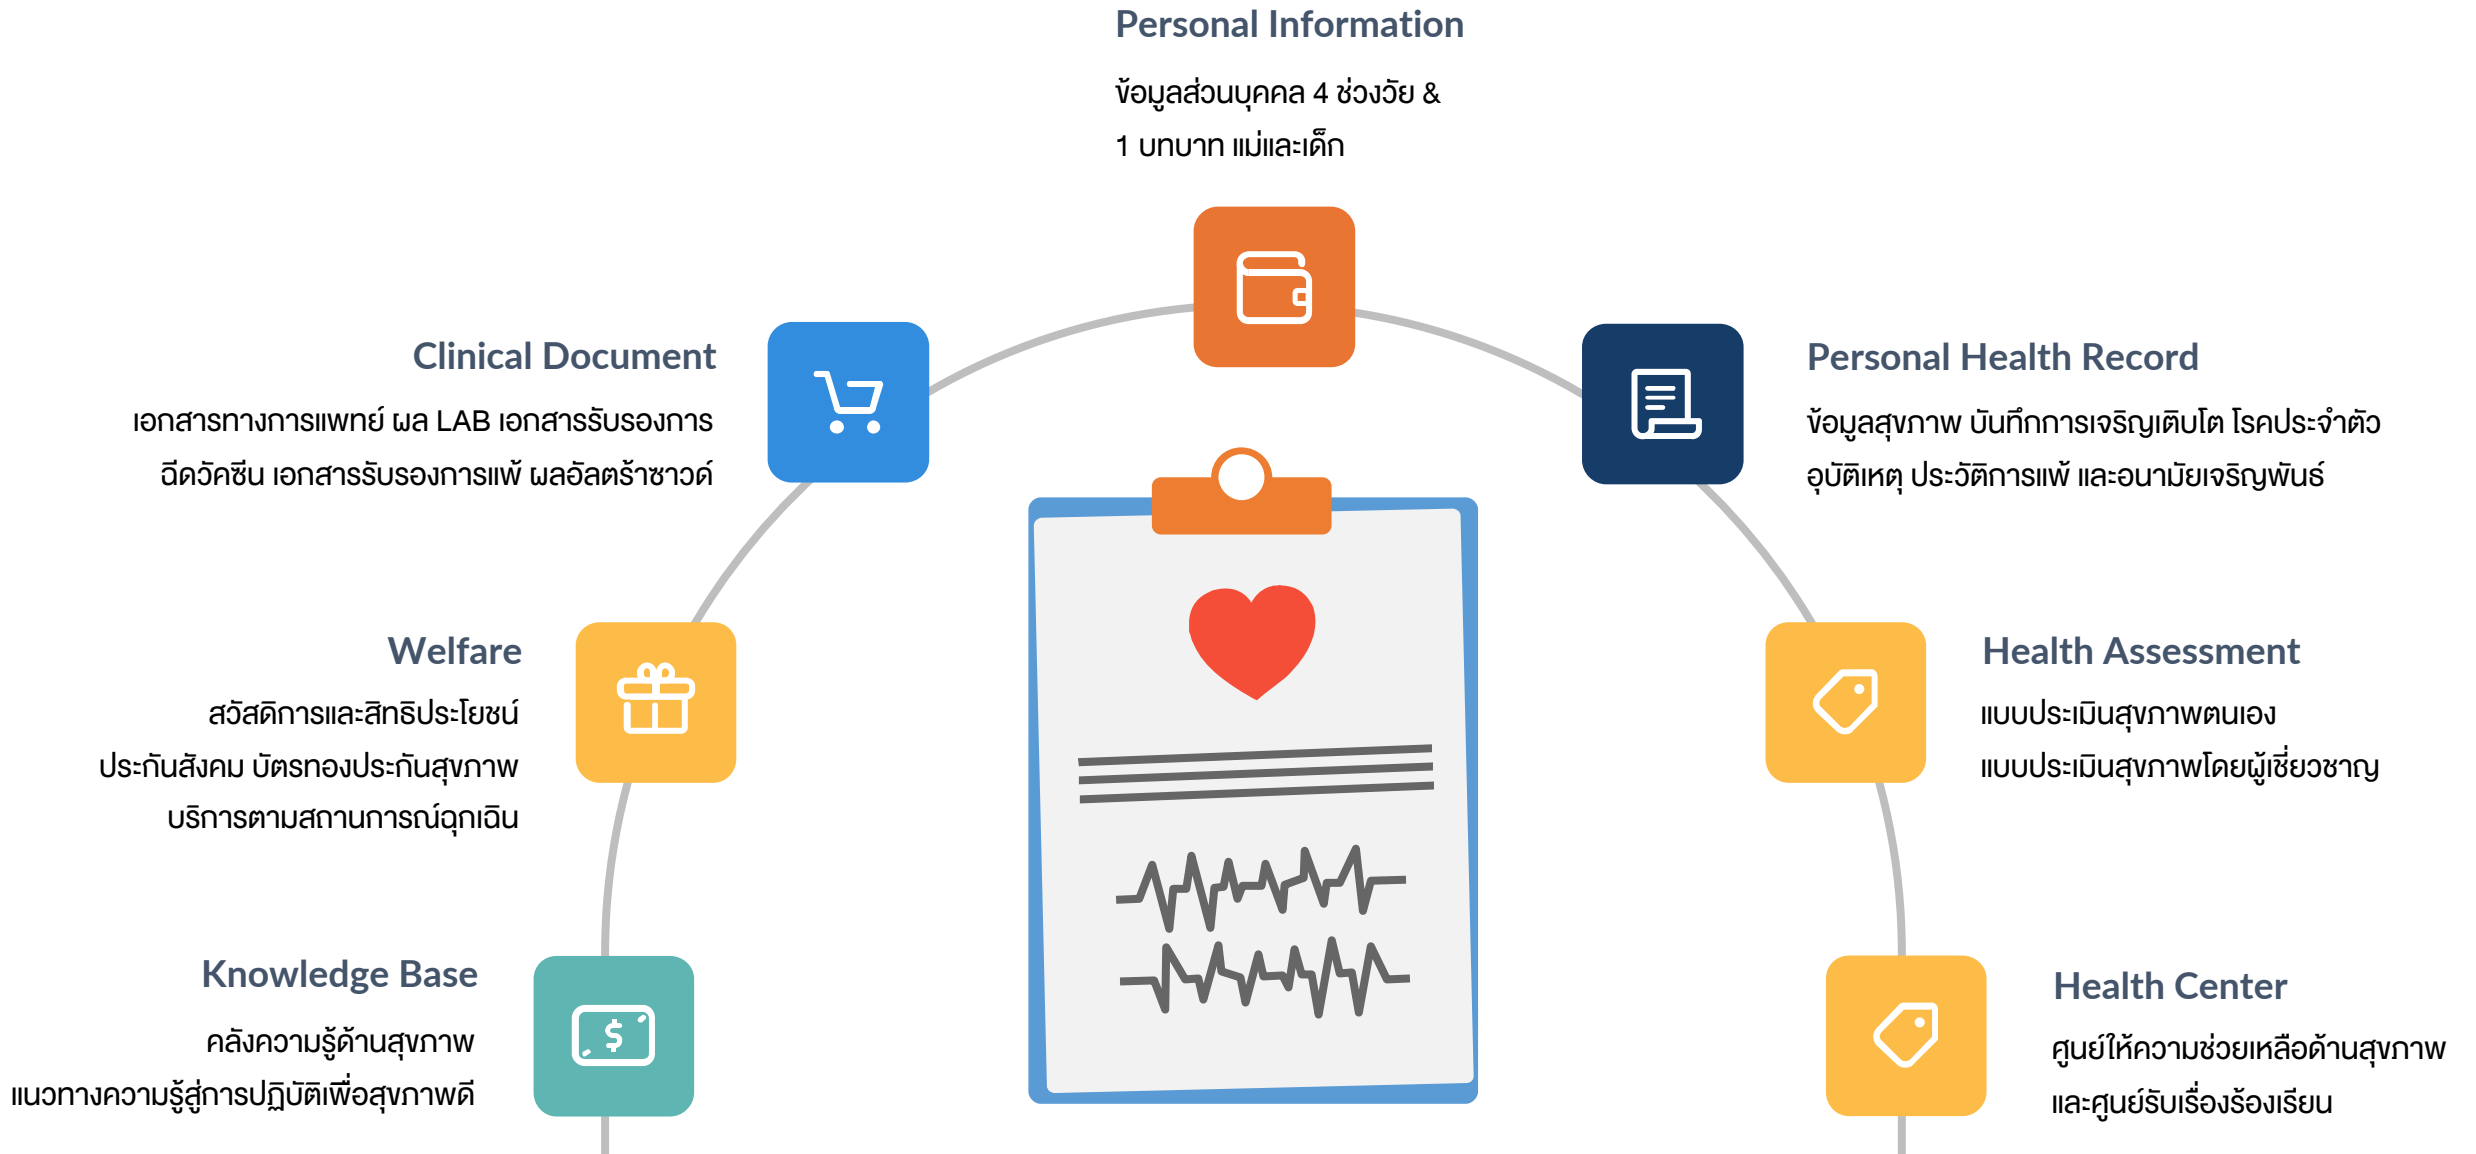 Personal Information
ข้อมูลส่วนบุคคล 4 ช่วงวัย &
1 บทบาท แม่และเด็ก
Clinical Document
เอกสารทางการแพทย์ ผล LAB เอกสารรับรองการ
ฉีดวัคซีน เอกสารรับรองการแพ้ ผลอัลตร้าซาวด์
Personal Health Record
ข้อมูลสุขภาพ บันทึกการเจริญเติบโต โรคประจำตัว
อุบัติเหตุ ประวัติการแพ้ และอนามัยเจริญพันธ์
Welfare
สวัสดิการและสิทธิประโยชน์
ประกันสังคม บัตรทองประกันสุขภาพ
บริการตามสถานการณ์ฉุกเฉิน
Health Assessment
แบบประเมินสุขภาพตนเอง
แบบประเมินสุขภาพโดยผู้เชี่ยวชาญ
Knowledge Base
คลังความรู้ด้านสุขภาพ
แนวทางความรู้สู่การปฏิบัติเพื่อสุขภาพดี
$
Health Center
ศูนย์ให้ความช่วยเหลือด้านสุขภาพ
และศูนย์รับเรื่องร้องเรียน